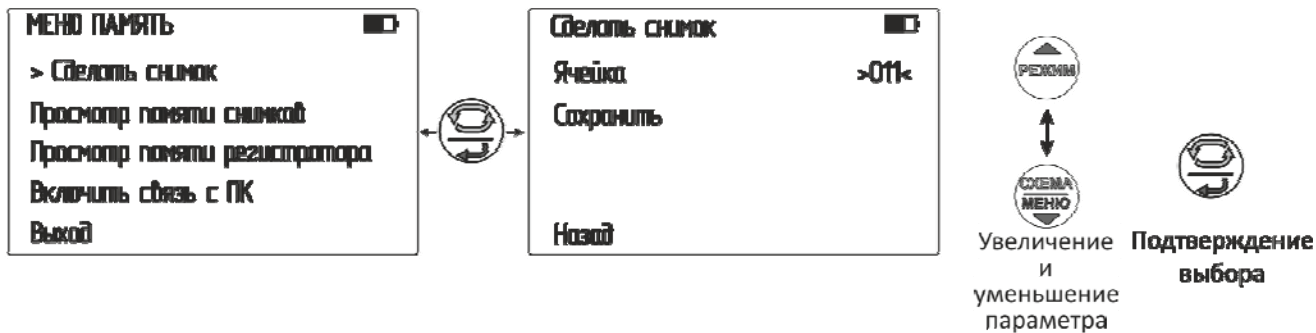 МЕНЮ ПАМЯТЬ
> Сделать снимок
Просмотр памяти снимков
Просмотр памяти регистратора
Включить связь с ПК
Выход
Сделать снимок
Ячейка >011<
Сохранить
Назад
РЕЖИМ
СХЕМА
МЕНЮ
Увеличение
и
уменьшение
параметра
Подтверждение
выбора